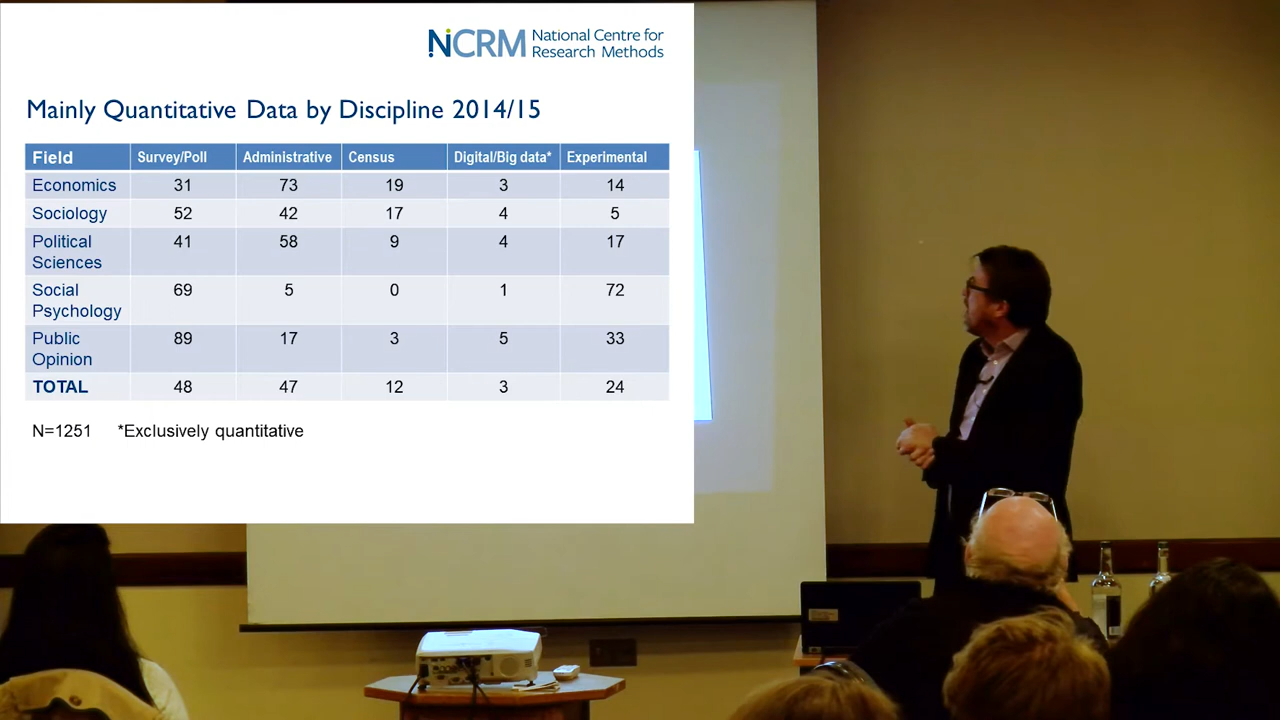 NCRM National Centre for
Research Methods
Mainly Quantitative Data by Discipline 2014/15
Field Survey/Poll Administrative Census Digital/Big data* Experimental
Economics 31 73 19 3 14
Sociology 52 42 17 4 5
Political
Sciences 41 58 9 4 17
Social
Psychology 69 5 0 1 72
Public
Opinion 89 17 3 5 33
TOTAL 48 47 12 3 24
N=1251 *Exclusively quantitative